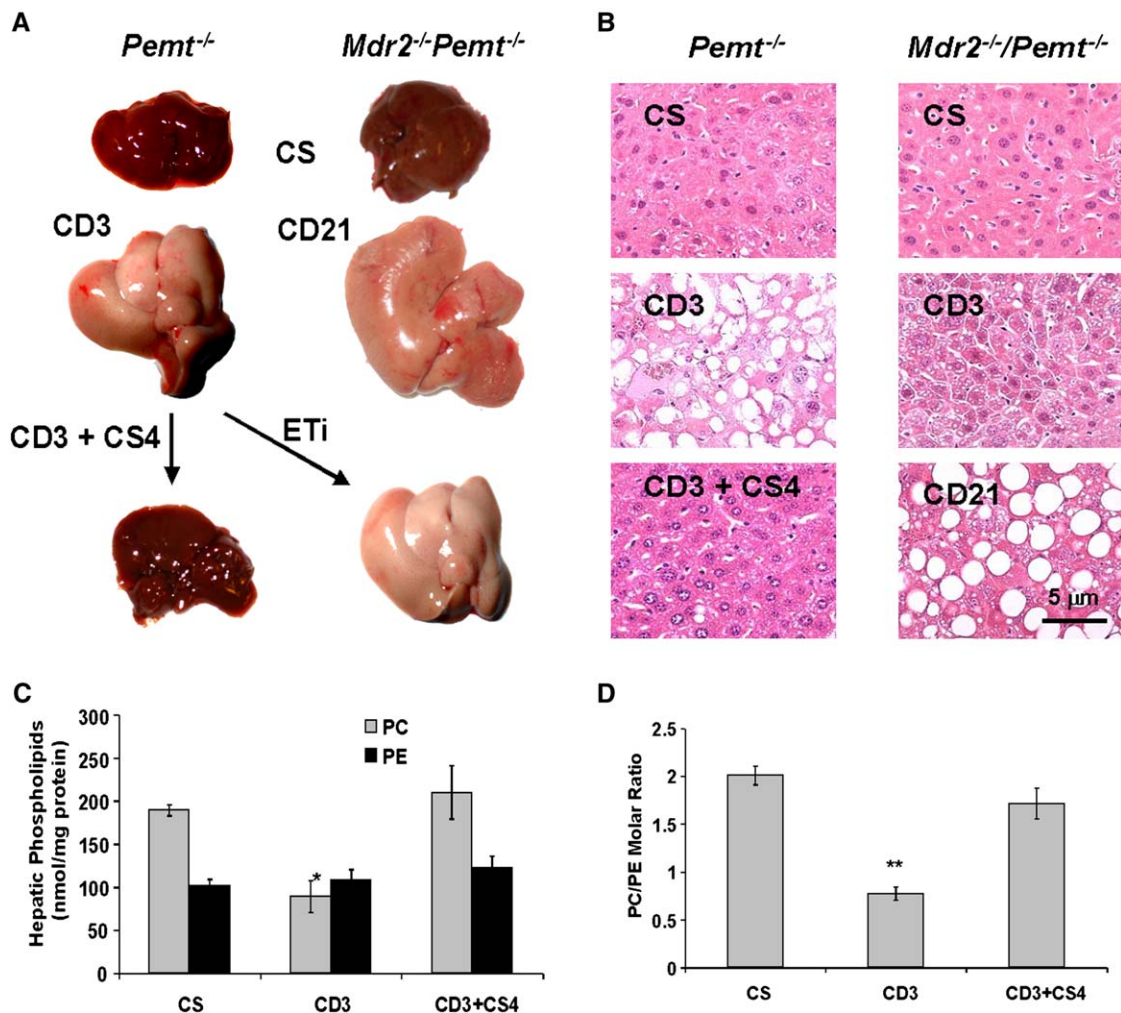 A
Pemt-/-
Mdr2-/-Pemt-/-
CS
CD3
CD21
CD3 + CS4
ETi
B
Pemt-/-
Mdr2-/-/Pemt-/-
CS
CS
CD3
CD3
CD3 + CS4
CD21
5 μm
C
Hepatic Phospholipids
(nmol/mg protein)
300
250
200
150
100
50
0
PC
PE
*
CS
CD3
CD3+CS4
D
PC/PE Molar Ratio
2.5
2
1.5
1
0.5
0
**
CS
CD3
CD3+CS4